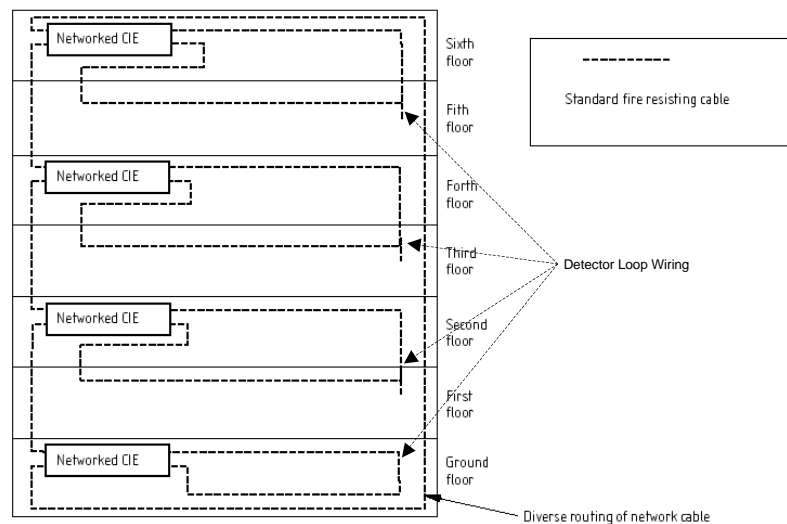 Networked CIE
Sixth
floor
Fith
floor
Standard fire resisting cable
Networked CIE
Forth
floor
Third
floor
Detector Loop Wiring
Networked CIE
Second
floor
First
floor
Networked CIE
Ground
floor
Diverse routing of network cable